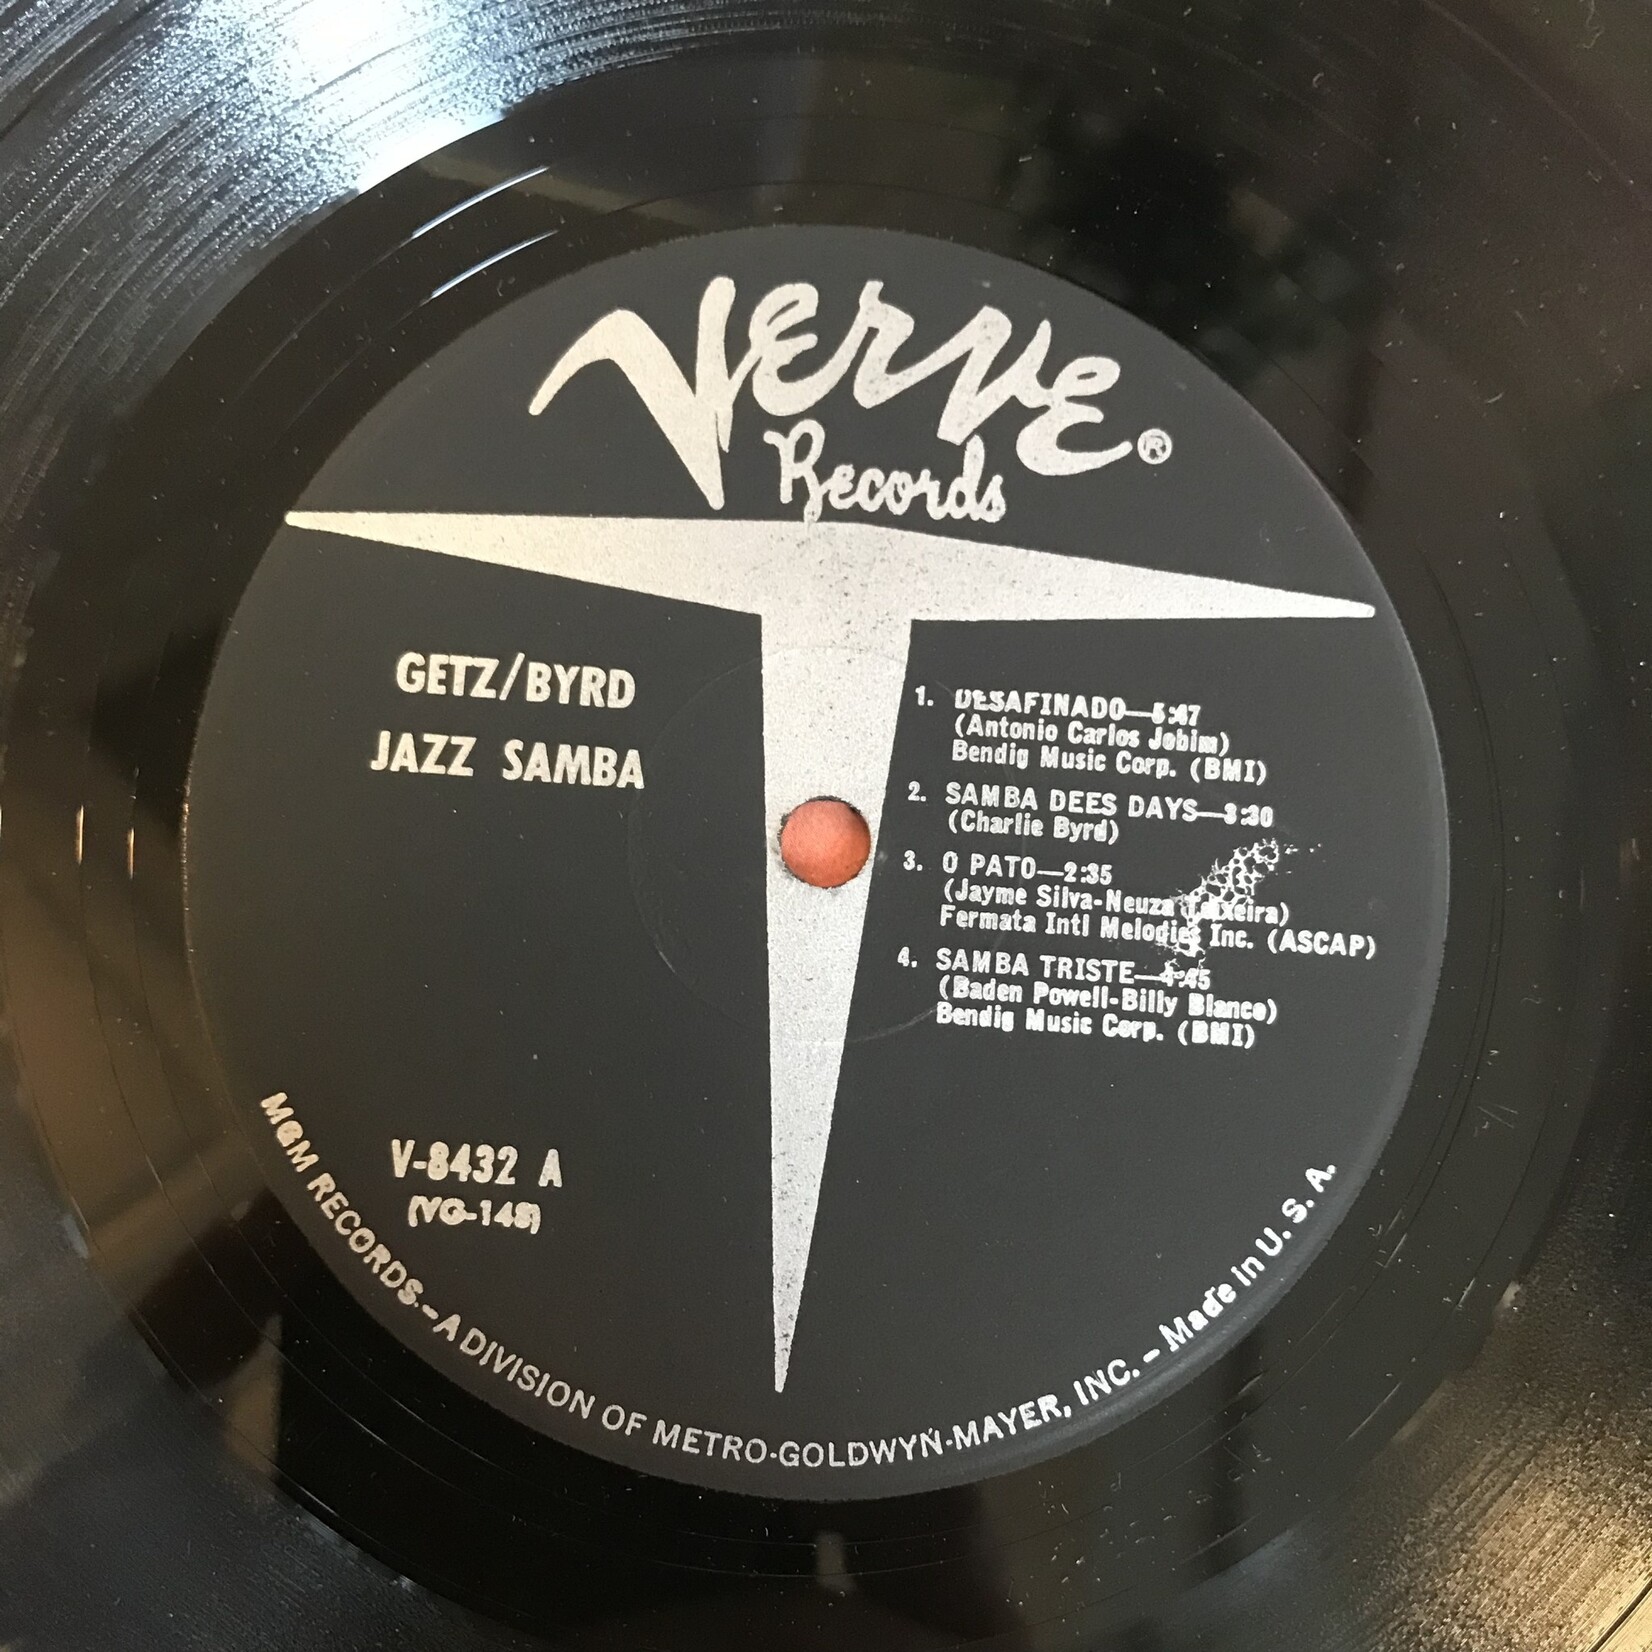 Verve®
Records
GETZ/BYRD
JAZZ SAMBA
1. DESAFINADO—5:47
(Antonio Carlos Jobim)
Bendig Music Corp. (BMI)
2. SAMBA DEES DAYS—3:30
(Charlie Byrd)
3. O PATO—2:35
(Jayme Silva-Neuza Teixeira)
Fermata Intl Melodies Inc. (ASCAP)
4. SAMBA TRISTE—4:45
(Baden Powell-Billy Blanco)
Bendig Music Corp. (BMI)
V-8432 A
(VG-148)
MGM RECORDS - A DIVISION OF METRO-GOLDWYN-MAYER, INC. - Made in U. S. A.